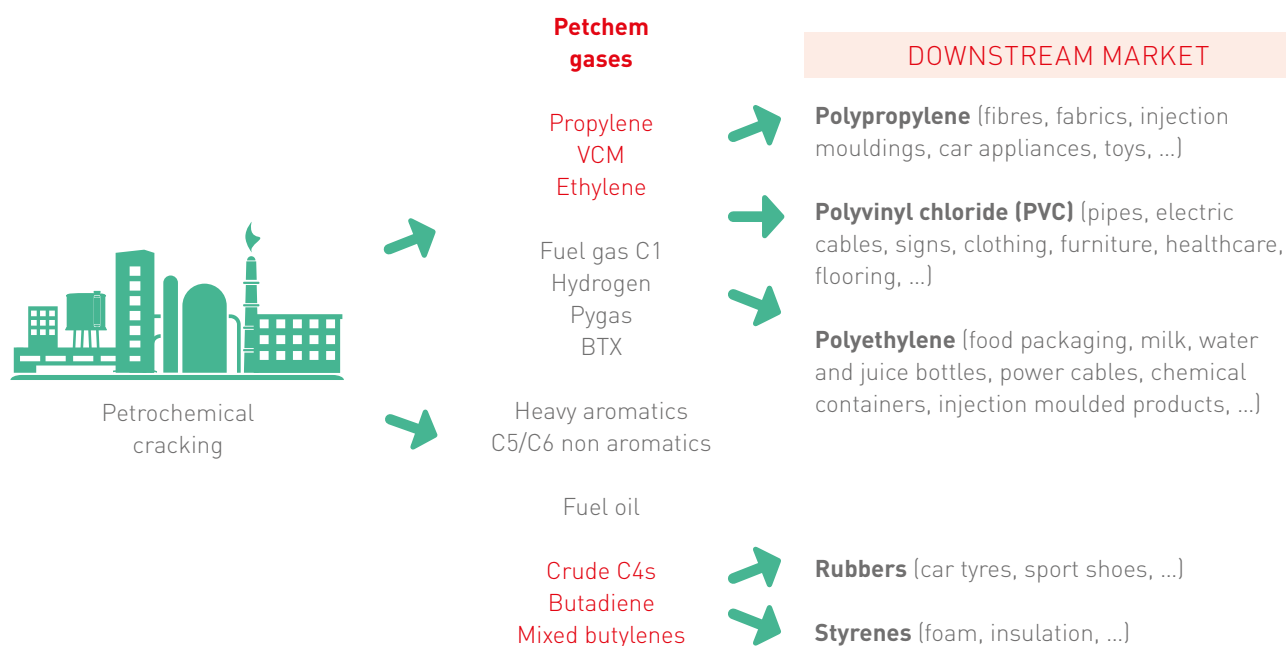 Petchem
gases
DOWNSTREAM MARKET
Propylene
VCM
Ethylene
Polypropylene (fibres, fabrics, injection
mouldings, car appliances, toys, ...)
Polyvinyl chloride (PVC) (pipes, electric
cables, signs, clothing, furniture, healthcare,
flooring, ...)
Fuel gas C1
Hydrogen
Pygas
BTX
Polyethylene (food packaging, milk, water
and juice bottles, power cables, chemical
containers, injection moulded products, ...)
Petrochemical
cracking
Heavy aromatics
C5/C6 non aromatics
Fuel oil
Crude C4s
Butadiene
Mixed butylenes
Rubbers (car tyres, sport shoes, ...)
Styrenes (foam, insulation, ...)